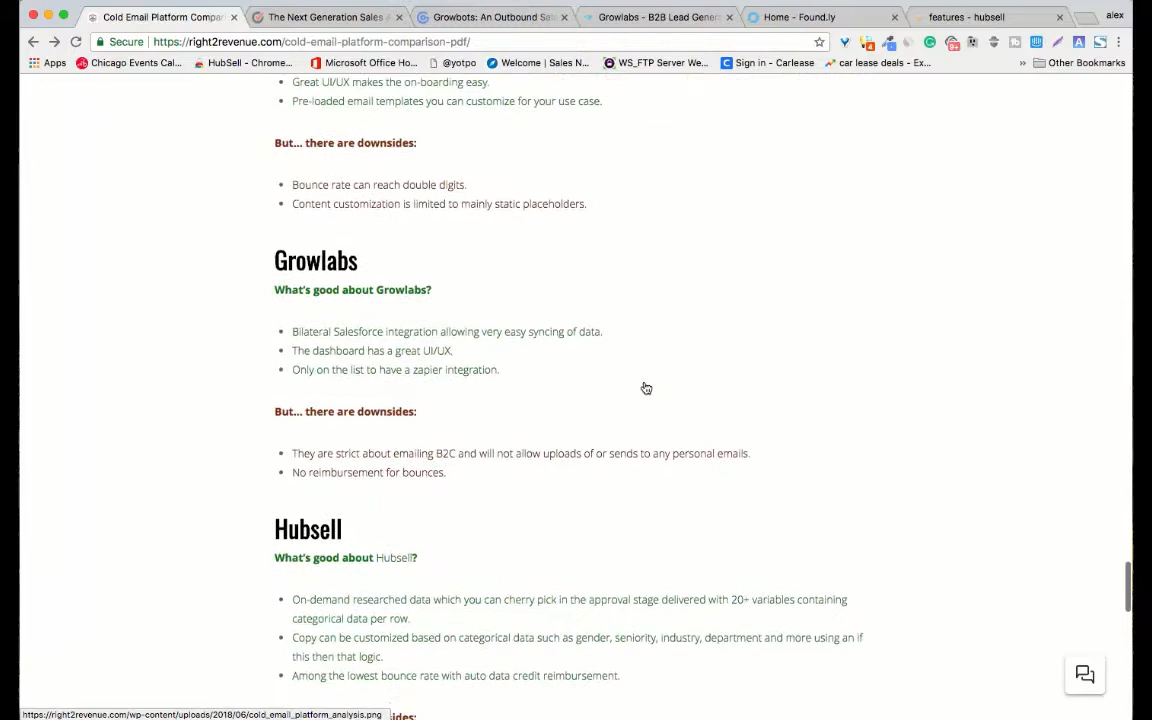 Cold Email Platform Compar
The Next Generation Sales A
Growbots: An Outbound Sal
Growlabs - B2B Lead Gener
Home - Found.ly
features - hubsell
alex
Secure
https://right2revenue.com/cold-email-platform-comparison-pdf/
Apps
Chicago Events Cal...
HubSell - Chrome...
Microsoft Office Ho...
@yotpo
Welcome | Sales N...
WS_FTP Server We...
Sign in - Carlease
car lease deals - Ex...
» Other Bookmarks
• Great UI/UX makes the on-boarding easy.
• Pre-loaded email templates you can customize for your use case.
But... there are downsides:
• Bounce rate can reach double digits.
• Content customization is limited to mainly static placeholders.
Growlabs
What's good about Growlabs?
• Bilateral Salesforce integration allowing very easy syncing of data.
• The dashboard has a great UI/UX.
• Only on the list to have a zapier integration.
But... there are downsides:
• They are strict about emailing B2C and will not allow uploads of or sends to any personal emails.
• No reimbursement for bounces.
Hubsell
What's good about Hubsell?
• On-demand researched data which you can cherry pick in the approval stage delivered with 20+ variables containing
categorical data per row.
• Copy can be customized based on categorical data such as gender, seniority, industry, department and more using an if
this then that logic.
• Among the lowest bounce rate with auto data credit reimbursement.
https://right2revenue.com/wp-content/uploads/2018/06/cold_email_platform_analysis.png